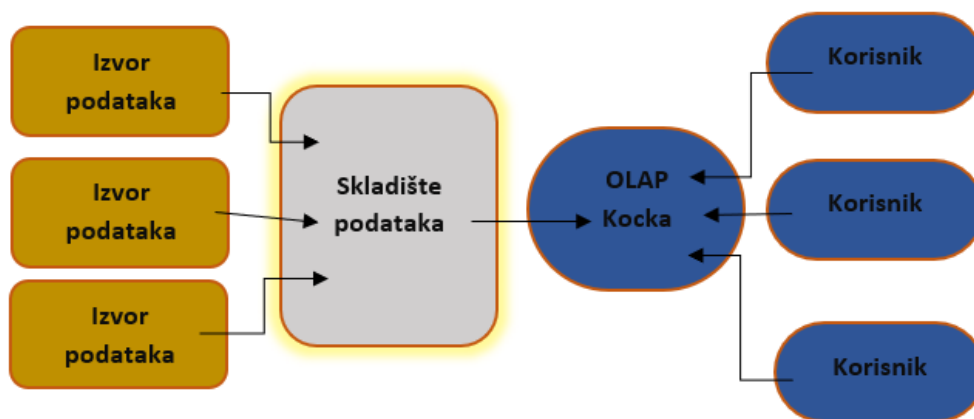 Izvor
podataka
Izvor
podataka
Izvor
podataka
Skladište
podataka
OLAP
Kocka
Korisnik
Korisnik
Korisnik